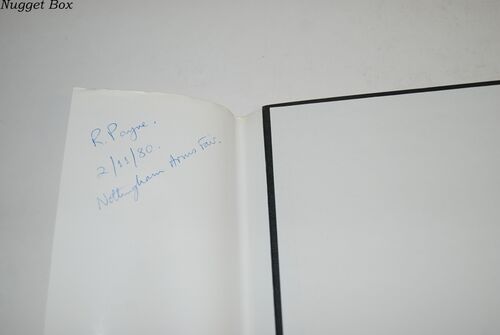 Nugget Box
R. Payne.
2/11/80.
Nottingham Arms Fair.